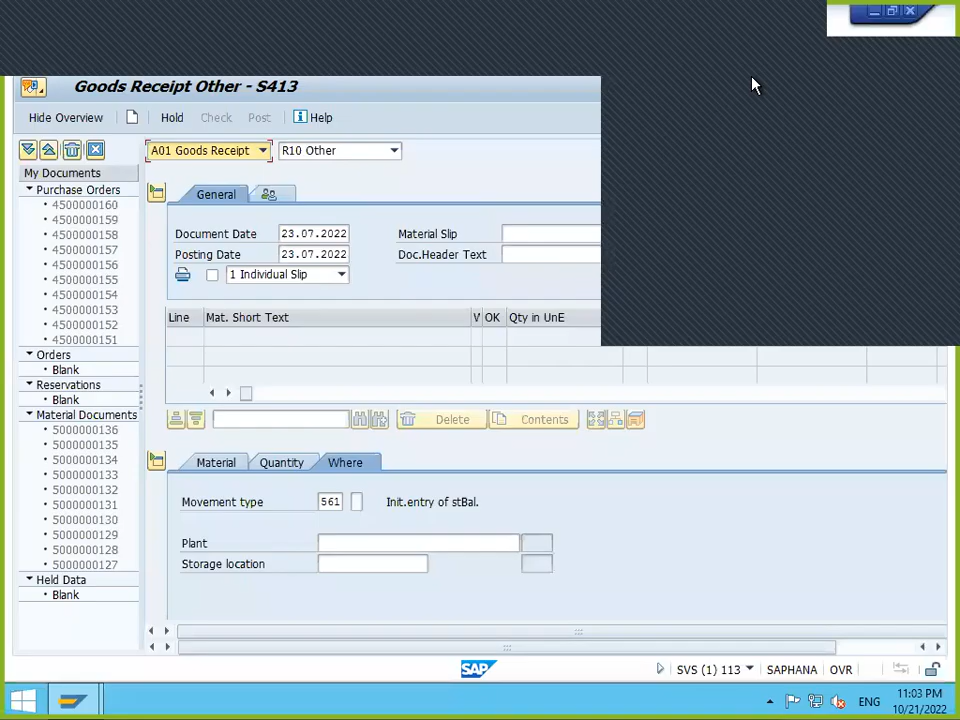 Goods Receipt Other - S413
Hide Overview Hold Check Post Help
A01 Goods Receipt R10 Other
My Documents
Purchase Orders
4500000160
4500000159
4500000158
4500000157
4500000156
4500000155
4500000154
4500000153
4500000152
4500000151
Orders
Blank
Reservations
Blank
Material Documents
5000000136
5000000135
5000000134
5000000133
5000000132
5000000131
5000000130
5000000129
5000000128
5000000127
Held Data
Blank
General
Document Date 23.07.2022 Material Slip
Posting Date 23.07.2022 Doc.Header Text
1 Individual Slip
Line Mat. Short Text V OK Qty in UnE
Delete Contents
Material Quantity Where
Movement type 561 Init.entry of stBal.
Plant
Storage location
SAP SVS (1) 113 SAPHANA OVR
ENG
11:03 PM
10/21/2022